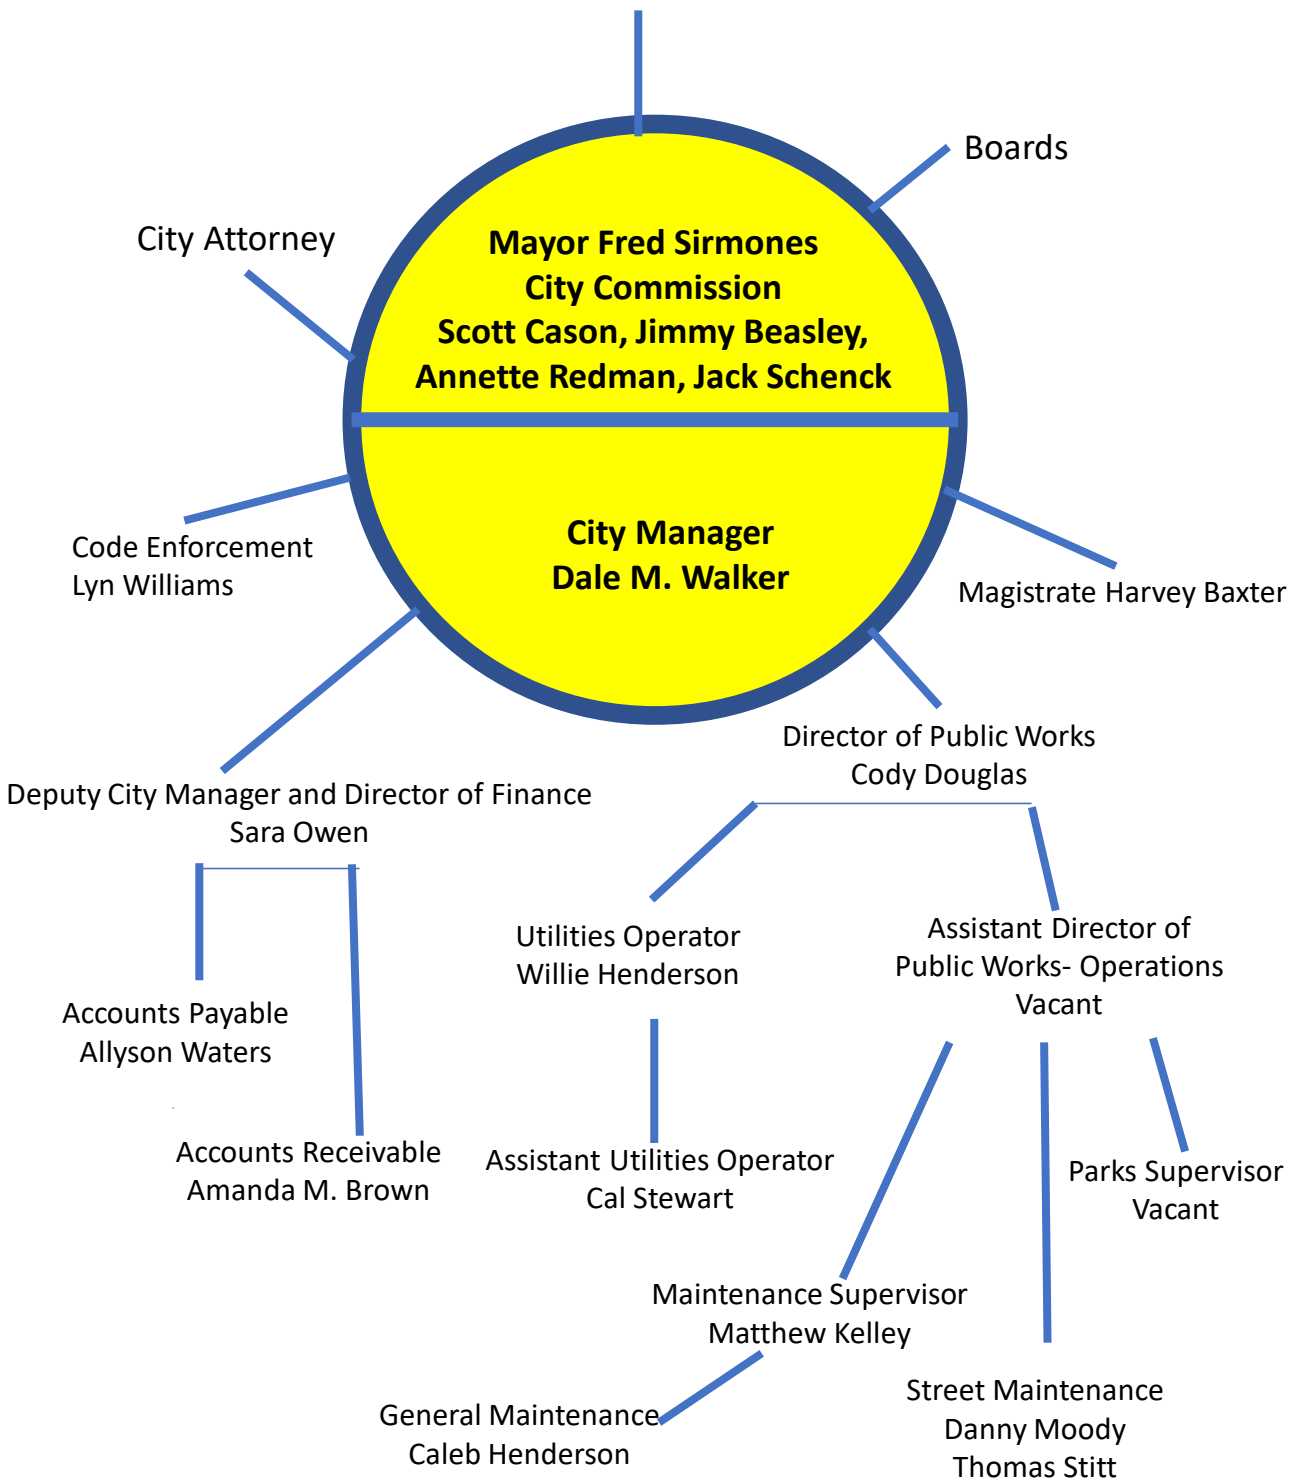 Boards
City Attorney
Mayor Fred Sirmones
City Commission
Scott Cason, Jimmy Beasley,
Annette Redman, Jack Schenck
City Manager
Dale M. Walker
Code Enforcement
Lyn Williams
Magistrate Harvey Baxter
Director of Public Works
Cody Douglas
Deputy City Manager and Director of Finance
Sara Owen
Utilities Operator
Willie Henderson
Assistant Director of
Public Works- Operations
Vacant
Accounts Payable
Allyson Waters
Accounts Receivable
Amanda M. Brown
Assistant Utilities Operator
Cal Stewart
Parks Supervisor
Vacant
Maintenance Supervisor
Matthew Kelley
General Maintenance
Caleb Henderson
Street Maintenance
Danny Moody
Thomas Stitt